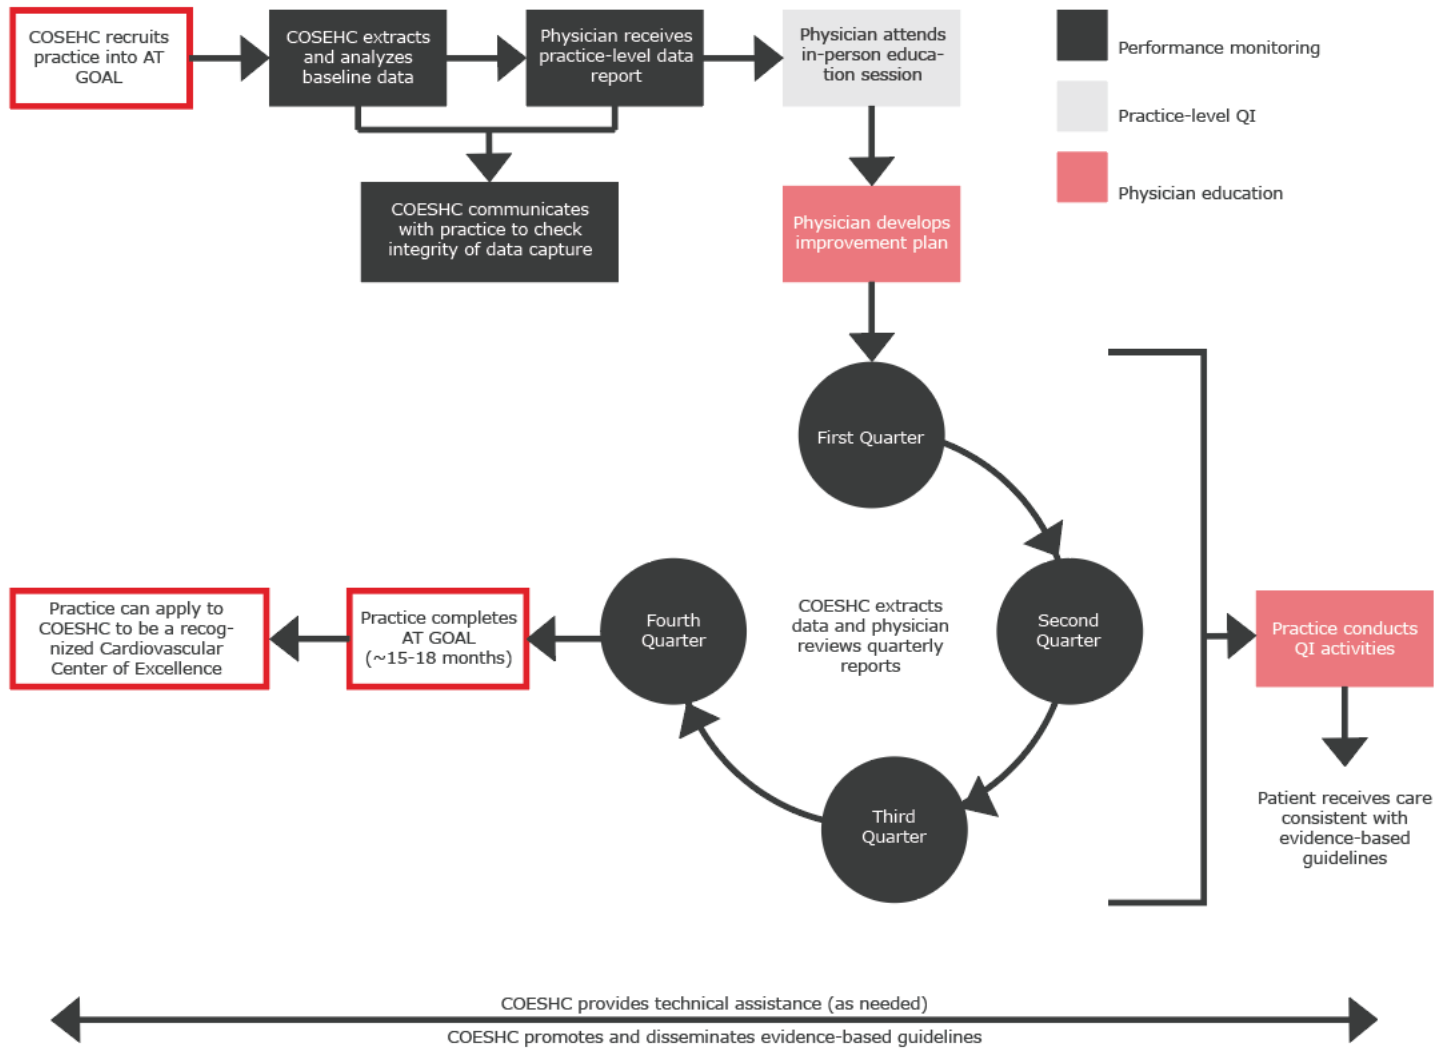 COSEHC recruits
practice into AT
GOAL
COSEHC extracts
and analyzes
baseline data
Physician receives
practice-level data
report
Physician attends
in-person educa-
tion session
Performance monitoring
Practice-level QI
Physician education
COESHC communicates
with practice to check
integrity of data capture
Physician develops
improvement plan
First Quarter
Second
Quarter
Third
Quarter
Fourth
Quarter
COESHC extracts
data and physician
reviews quarterly
reports
Practice completes
AT GOAL
(~15-18 months)
Practice can apply to
COESHC to be a recog-
nized Cardiovascular
Center of Excellence
Practice conducts
QI activities
Patient receives care
consistent with
evidence-based
guidelines
COESHC provides technical assistance (as needed)
COESHC promotes and disseminates evidence-based guidelines